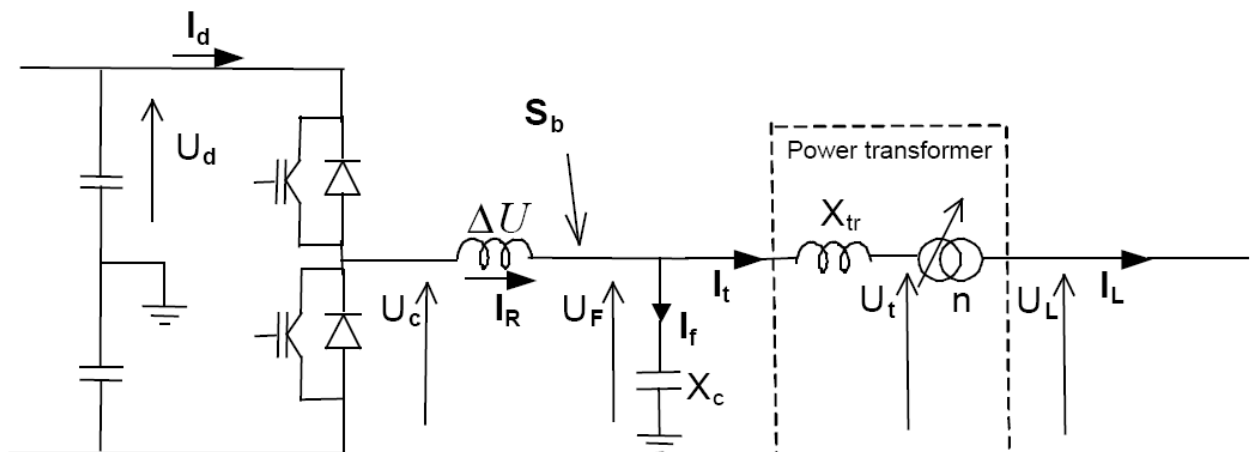 I_d
S_b
Power transformer
U_d
ΔU
X_tr
U_c
I_R
U_F
I_t
I_f
U_t
n
U_L
I_L
X_c